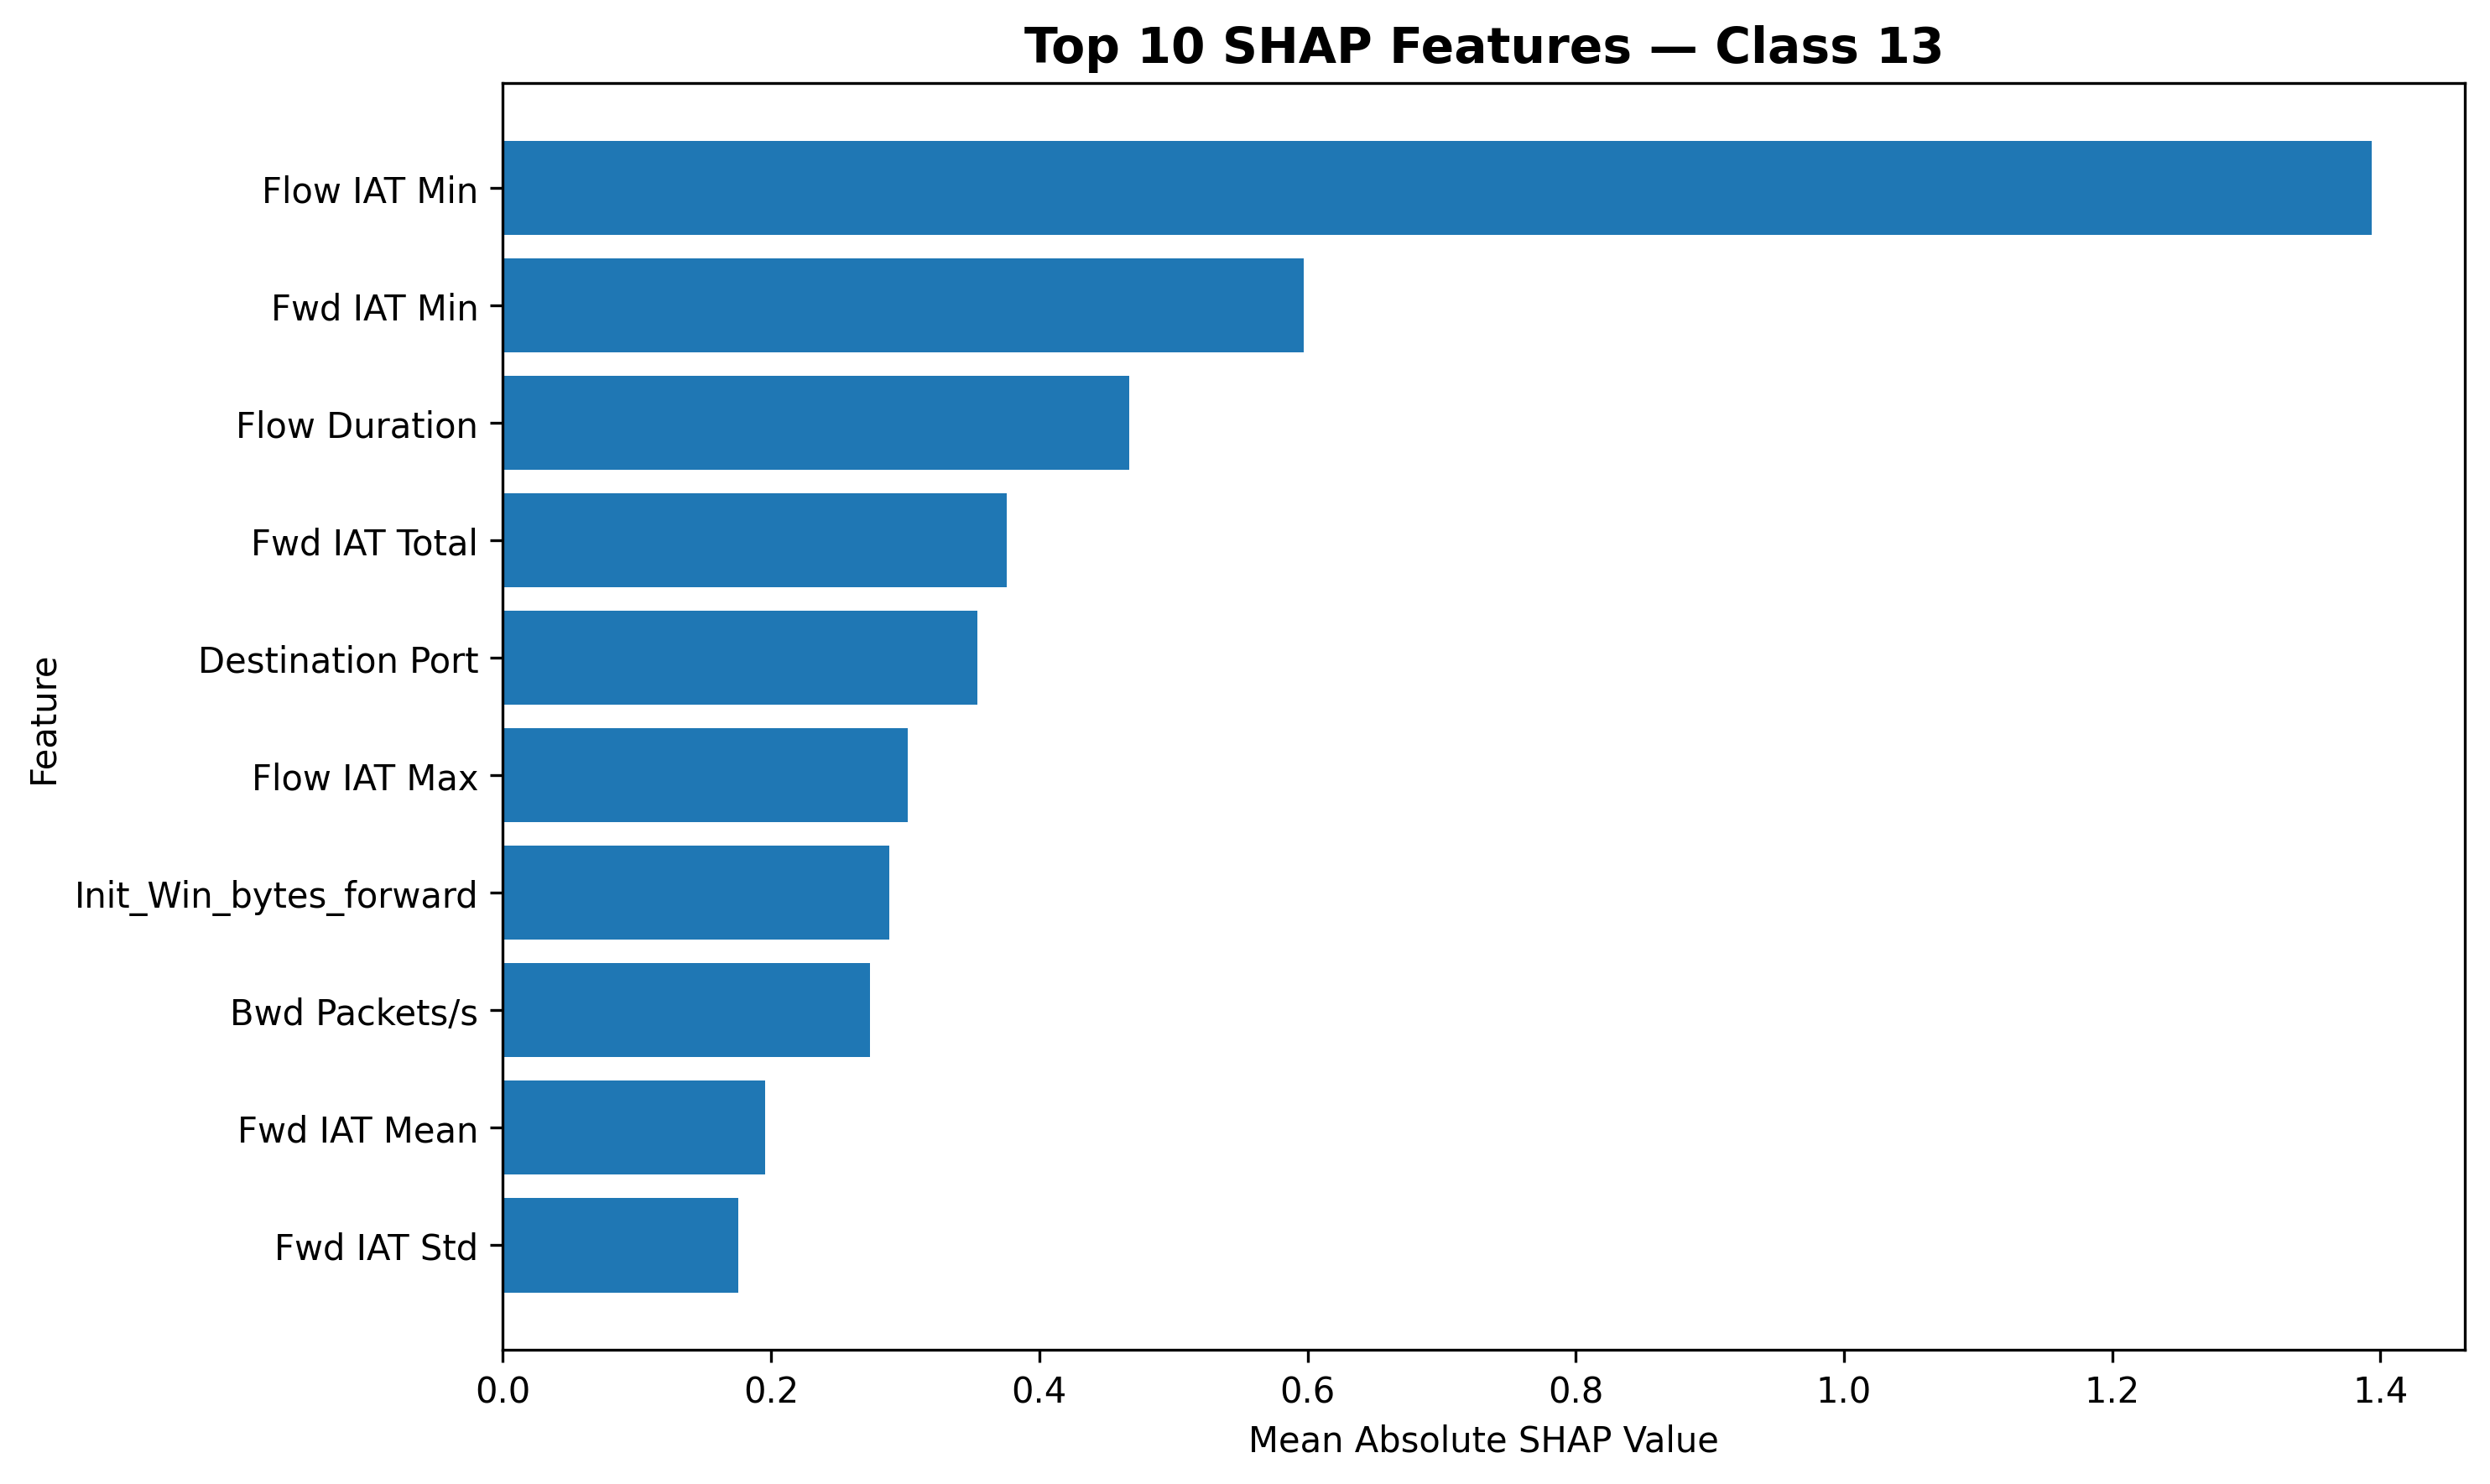 Top 10 SHAP Features — Class 13
Feature
Flow IAT Min
Fwd IAT Min
Flow Duration
Fwd IAT Total
Destination Port
Flow IAT Max
Init_Win_bytes_forward
Bwd Packets/s
Fwd IAT Mean
Fwd IAT Std
0.0 0.2 0.4 0.6 0.8 1.0 1.2 1.4
Mean Absolute SHAP Value